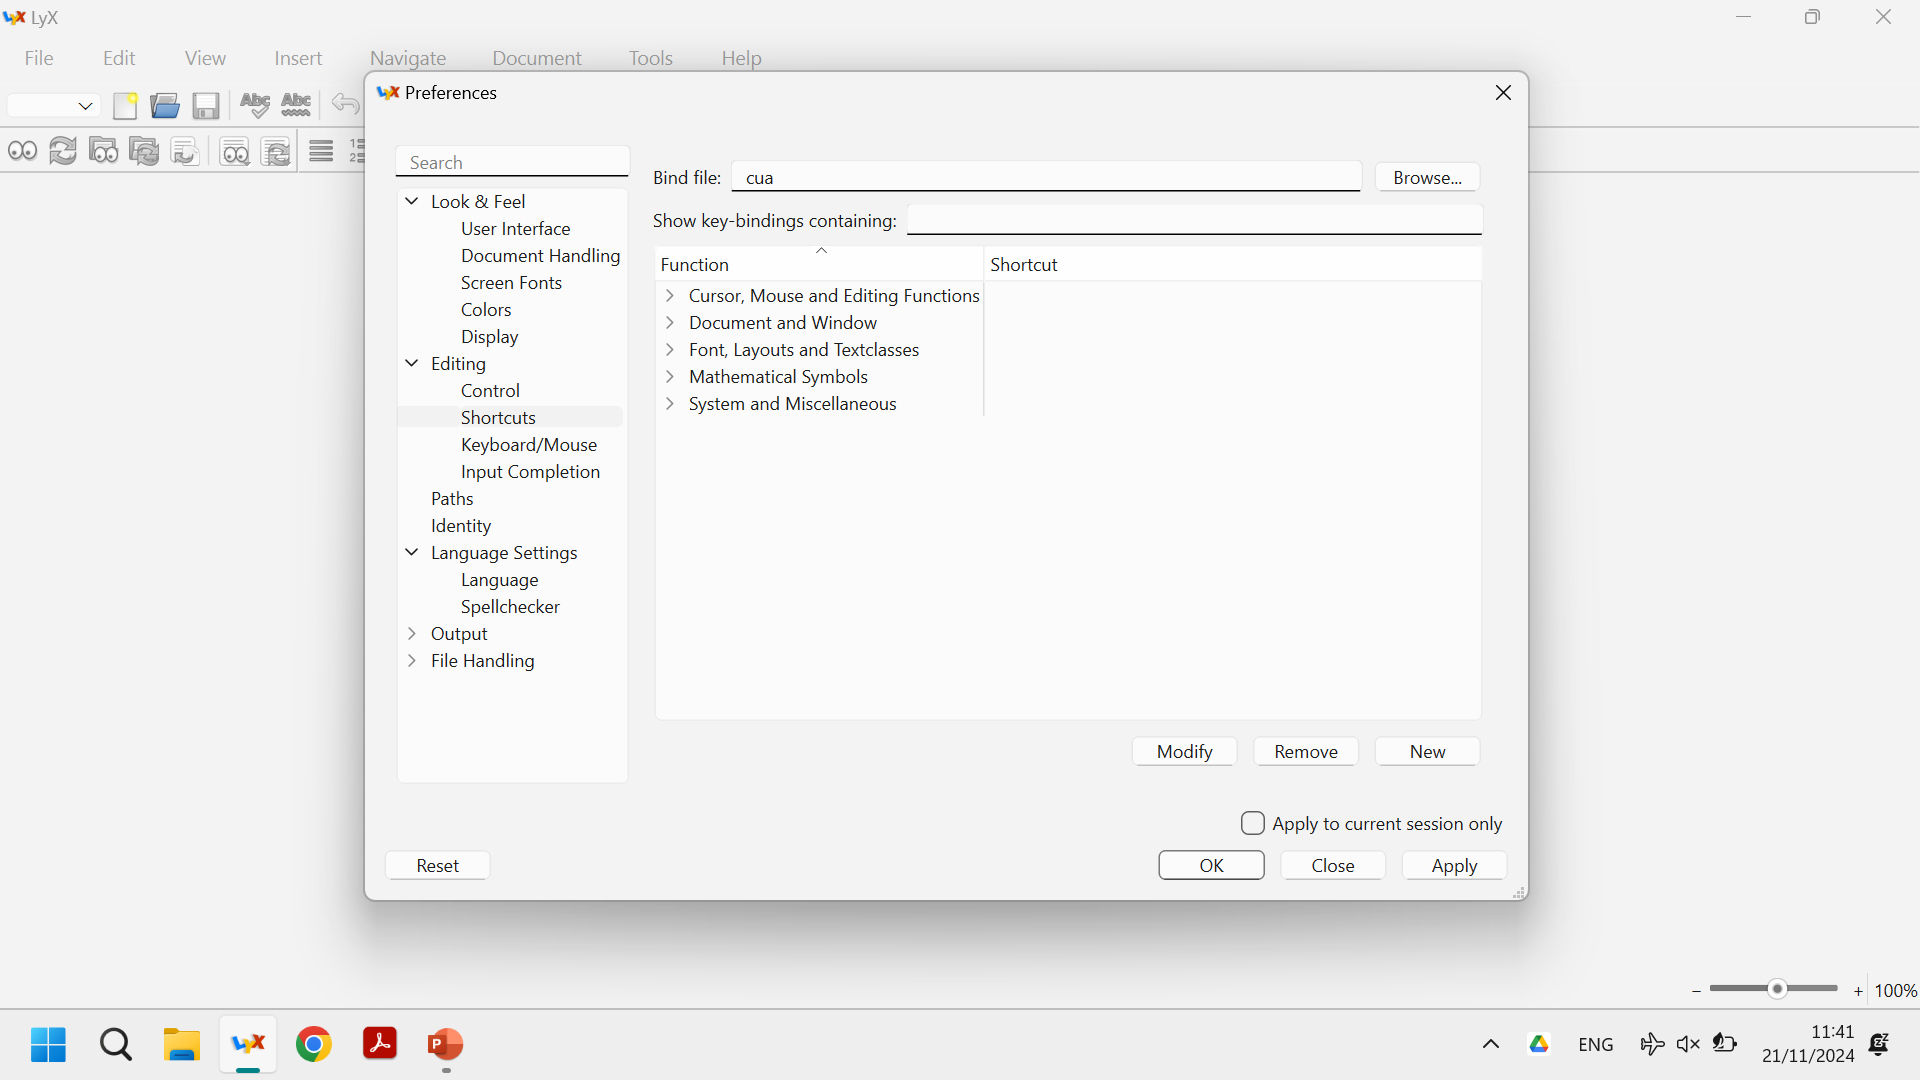 LyX
File Edit View Insert Navigate Document Tools Help
Preferences
Search
Look & Feel
User Interface
Document Handling
Screen Fonts
Colors
Display
Editing
Control
Shortcuts
Keyboard/Mouse
Input Completion
Paths
Identity
Language Settings
Language
Spellchecker
Output
File Handling
Bind file: cua Browse...
Show key-bindings containing:
Function Shortcut
Cursor, Mouse and Editing Functions
Document and Window
Font, Layouts and Textclasses
Mathematical Symbols
System and Miscellaneous
Modify Remove New
Apply to current session only
Reset OK Close Apply
- + 100%
ENG
11:41
21/11/2024